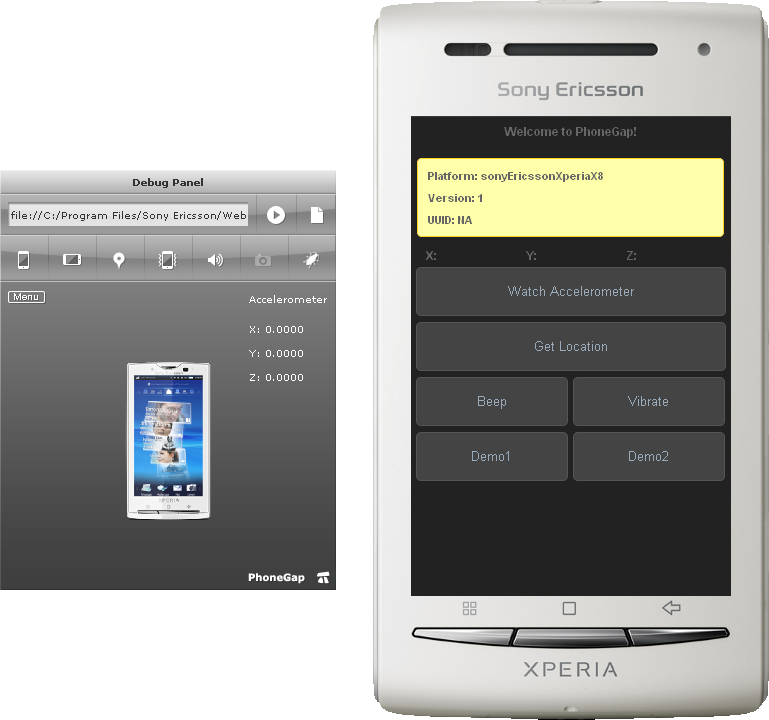 Debug Panel
file://C:/Program Files/Sony Ericsson/Web
Menu
Accelerometer
X: 0.0000
Y: 0.0000
Z: 0.0000
XPERIA
PhoneGap
Sony Ericsson
Welcome to PhoneGap!
Platform: sonyEricssonXperiaX8
Version: 1
UUID: NA
X: Y: Z:
Watch Accelerometer
Get Location
Beep Vibrate
Demo1 Demo2
XPERIA